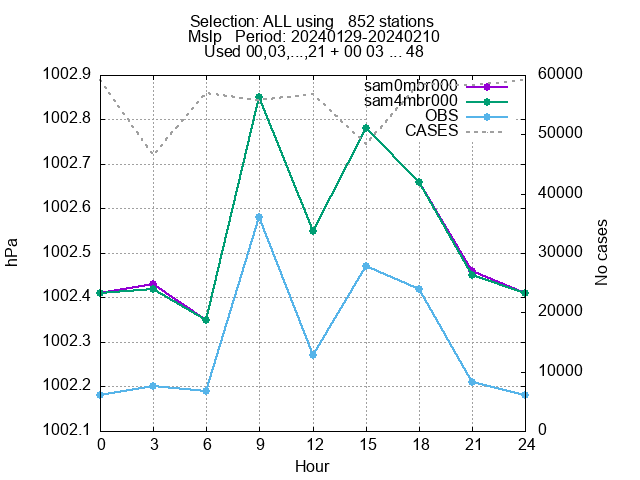 Selection: ALL using   852 stations
Mslp   Period: 20240129-20240210
Used 00,03,...,21 + 00 03 ... 48
1002.9
1002.8
1002.7
1002.6
1002.5
1002.4
1002.3
1002.2
1002.1
hPa
60000
50000
40000
30000
20000
10000
0
No cases
sam0mbr000
sam4mbr000
OBS
CASES
0 3 6 9 12 15 18 21 24
Hour